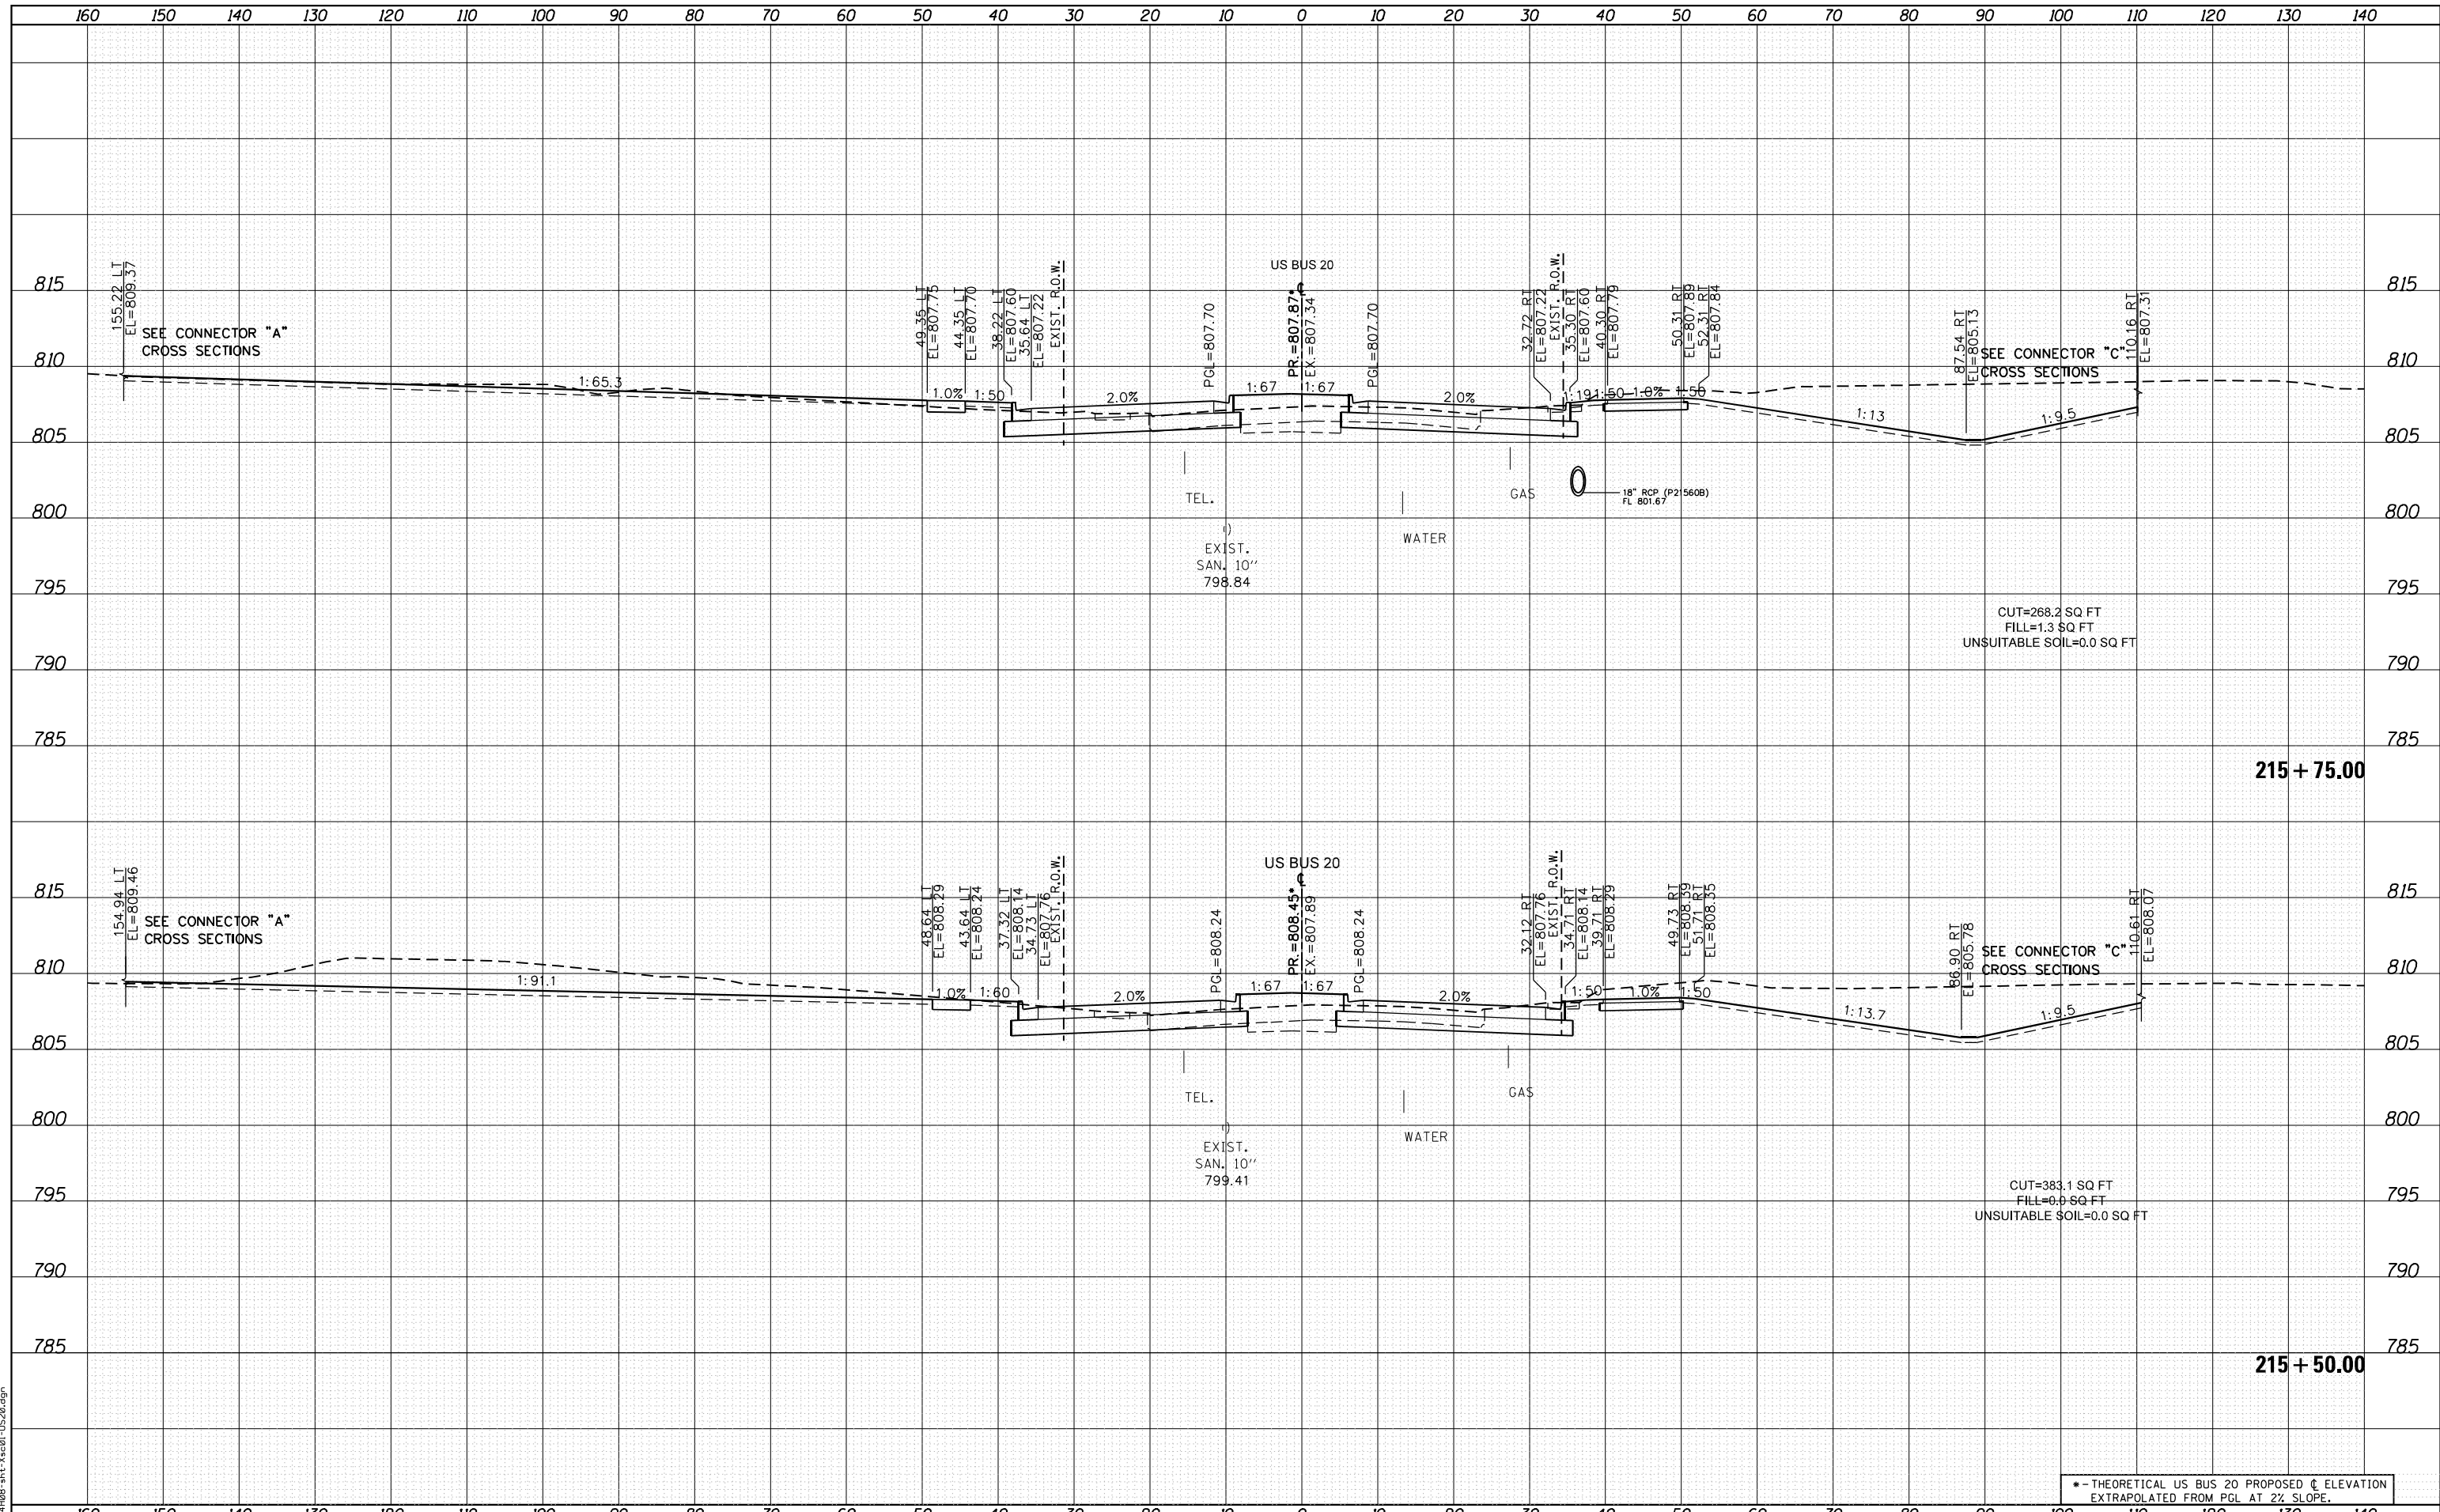 160 150 140 130 120 110 100 90 80 70 60 50 40 30 20 10 0 10 20 30 40 50 60 70 80 90 100 110 120 130 140
815 815
810 810
805 805
800 800
795 795
790 790
785 785
155.22 LT
EL=809.37
SEE CONNECTOR "A"
CROSS SECTIONS
1:65.3
49.35 LT
EL=807.75
44.35 LT
EL=807.70
38.22 LT
EL=807.60
35.64 LT
EL=807.22
EXIST. R.O.W.
1.0% 1:50
2.0%
PGL=807.70
US BUS 20
℄
PR.=807.87*
EX.=807.34
1:67 1:67
PGL=807.70
2.0%
32.72 RT
EL=807.22
EXIST. R.O.W.
35.30 RT
EL=807.60
40.30 RT
EL=807.79
50.31 RT
EL=807.89
52.31 RT
EL=807.84
1:19 1:50 1.0% 1:50
1:13
87.54 RT
EL=805.13
SEE CONNECTOR "C"
CROSS SECTIONS
1:9.5
110.16 RT
EL=807.31
TEL.
EXIST.
SAN. 10''
798.84
WATER
GAS
18" RCP (P21560B)
FL 801.67
CUT=268.2 SQ FT
FILL=1.3 SQ FT
UNSUITABLE SOIL=0.0 SQ FT
215+75.00
815 815
810 810
805 805
800 800
795 795
790 790
785 785
154.94 LT
EL=809.46
SEE CONNECTOR "A"
CROSS SECTIONS
1:91.1
48.64 LT
EL=808.29
43.64 LT
EL=808.24
37.32 LT
EL=808.14
34.73 LT
EL=807.76
EXIST. R.O.W.
1.0% 1:60
2.0%
PGL=808.24
US BUS 20
℄
PR.=808.45*
EX.=807.89
1:67 1:67
PGL=808.24
2.0%
32.12 RT
EL=807.76
EXIST. R.O.W.
34.71 RT
EL=808.14
39.71 RT
EL=808.29
49.73 RT
EL=808.39
51.71 RT
EL=808.35
1:50 1.0% 1:50
1:13.7
86.90 RT
EL=805.78
SEE CONNECTOR "C"
CROSS SECTIONS
1:9.5
110.61 RT
EL=808.07
TEL.
EXIST.
SAN. 10''
799.41
WATER
GAS
CUT=383.1 SQ FT
FILL=0.0 SQ FT
UNSUITABLE SOIL=0.0 SQ FT
215+50.00
*-THEORETICAL US BUS 20 PROPOSED ℄ ELEVATION
EXTRAPOLATED FROM PGL AT 2% SLOPE.